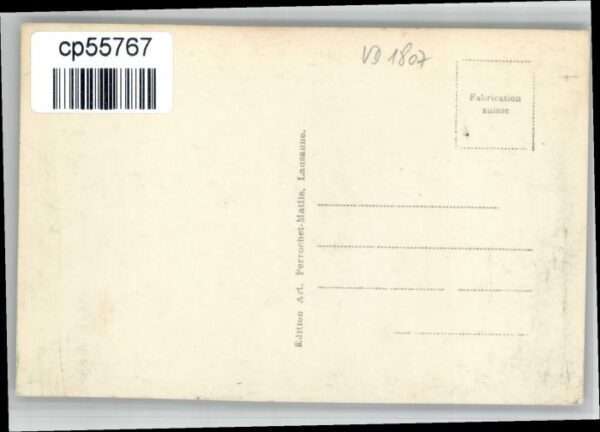 cp55767
VD 1807
Fabrication
suisse
Edition Art. Perrochet-Matile, Lausanne.